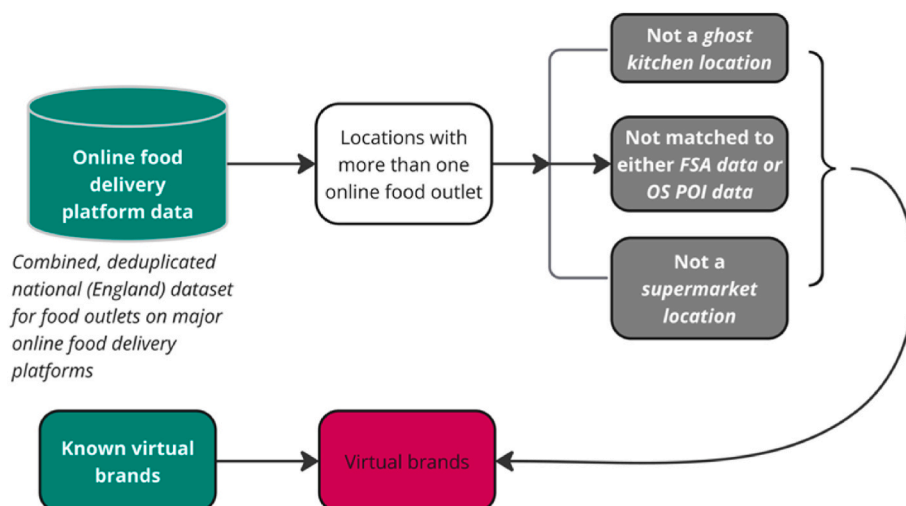 Online food
delivery
platform data
Combined, deduplicated
national (England) dataset
for food outlets on major
online food delivery
platforms
Locations with
more than one
online food outlet
Not a ghost
kitchen location
Not matched to
either FSA data or
OS POI data
Not a
supermarket
location
Known virtual
brands
Virtual brands